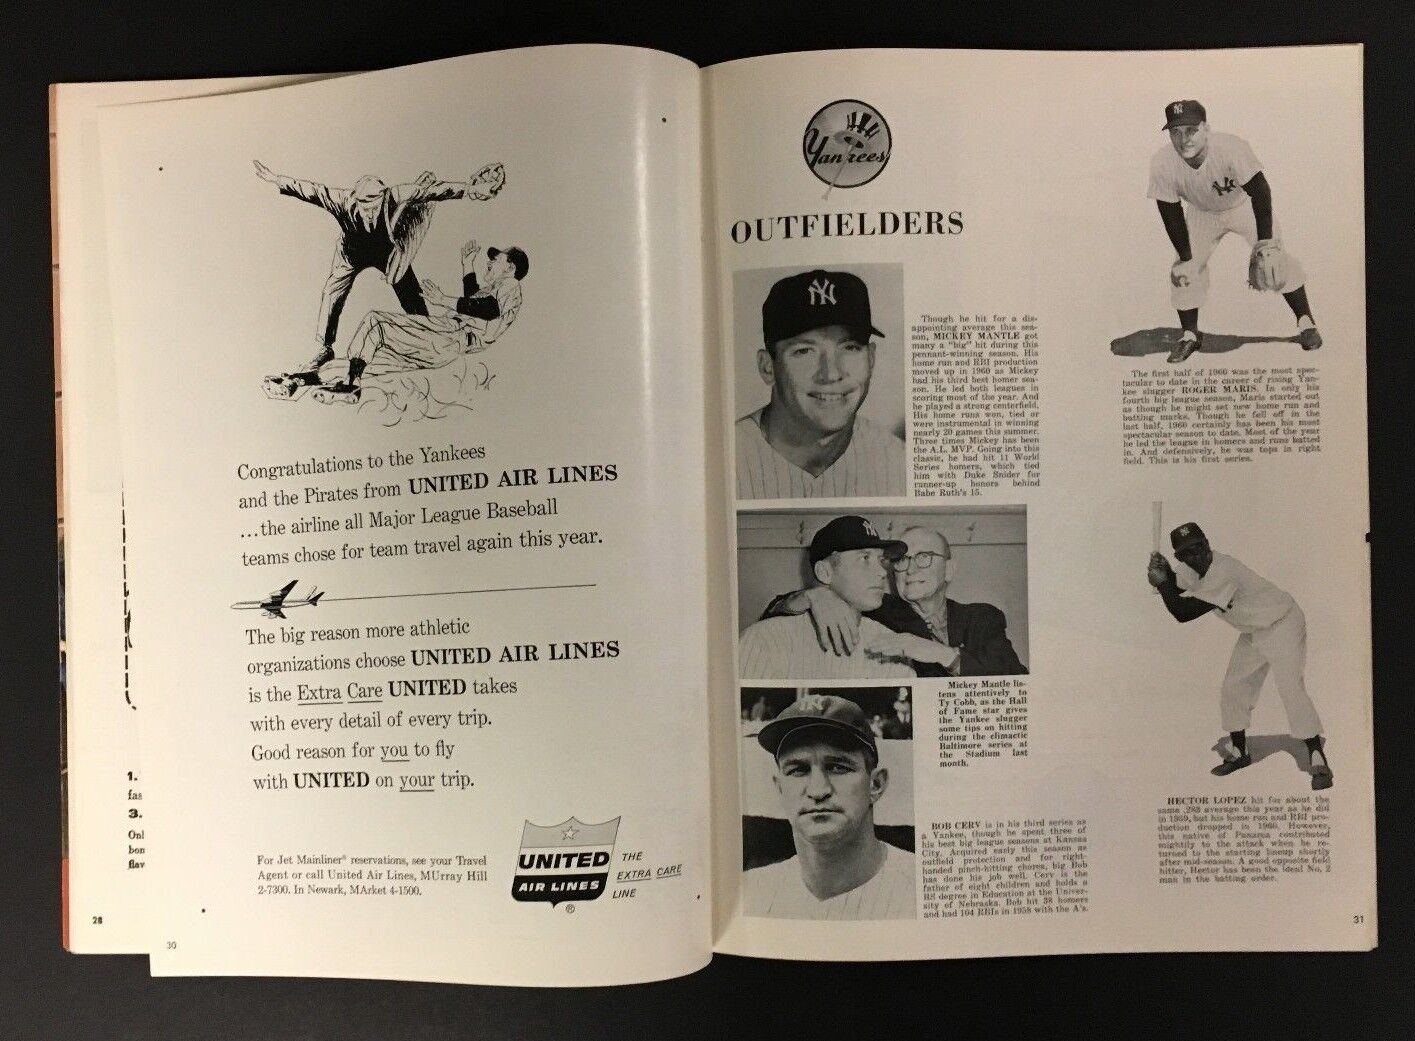 Congratulations to the Yankees
and the Pirates from UNITED AIR LINES
...the airline all Major League Baseball
teams chose for team travel again this year.
The big reason more athletic
organizations choose UNITED AIR LINES
is the Extra Care UNITED takes
with every detail of every trip.
Good reason for you to fly
with UNITED on your trip.
For Jet Mainliner® reservations, see your Travel
Agent or call United Air Lines, MUrray Hill
2-7300. In Newark, MArket 4-1500.
UNITED
AIR LINES
®
THE
EXTRA CARE
LINE
1.
fas
3.
Onl
bon
flav
28
30
Yankees
OUTFIELDERS
NY
Though he hit for a dis-
appointing average this sea-
son, MICKEY MANTLE got
many a "big" hit during this
pennant-winning season. His
home run and RBI production
moved up in 1960 as Mickey
had his third best homer sea-
son. He led both leagues in
scoring most of the year. And
he played a strong centerfield.
His home runs won, tied or
were instrumental in winning
nearly 20 games this summer.
Three times Mickey has been
the A.L. MVP. Going into this
classic, he had hit 11 World
Series homers, which tied
him with Duke Snider for
runner-up honors behind
Babe Ruth's 15.
Mickey Mantle lis-
tens attentively to
Ty Cobb, as the Hall
of Fame star gives
the Yankee slugger
some tips on hitting
during the climactic
Baltimore series at
the Stadium last
month.
BOB CERV is in his third series as
a Yankee, though he spent three of
his best big league seasons at Kansas
City. Acquired early this season as
outfield protection and for right-
handed pinch-hitting chores, big Bob
has done his job well. Cerv is the
father of eight children and holds a
BS degree in Education at the Univer-
sity of Nebraska. Bob hit 38 homers
and had 104 RBIs in 1958 with the A's.
The first half of 1960 was the most spec-
tacular to date in the career of rising Yan-
kee slugger ROGER MARIS. In only his
fourth big league season, Maris started out
as though he might set new home run and
batting marks. Though he fell off in the
last half, 1960 certainly has been his most
spectacular season to date. Most of the year
he led the league in homers and runs batted
in. And defensively, he was tops in right
field. This is his first series.
HECTOR LOPEZ hit for about the
same .283 average this year as he did
in 1959, but his home run and RBI pro-
duction dropped in 1960. However,
this native of Panama contributed
mightily to the attack when he re-
turned to the starting lineup shortly
after mid-season. A good opposite field
hitter, Hector has been the ideal No. 2
man in the batting order.
31